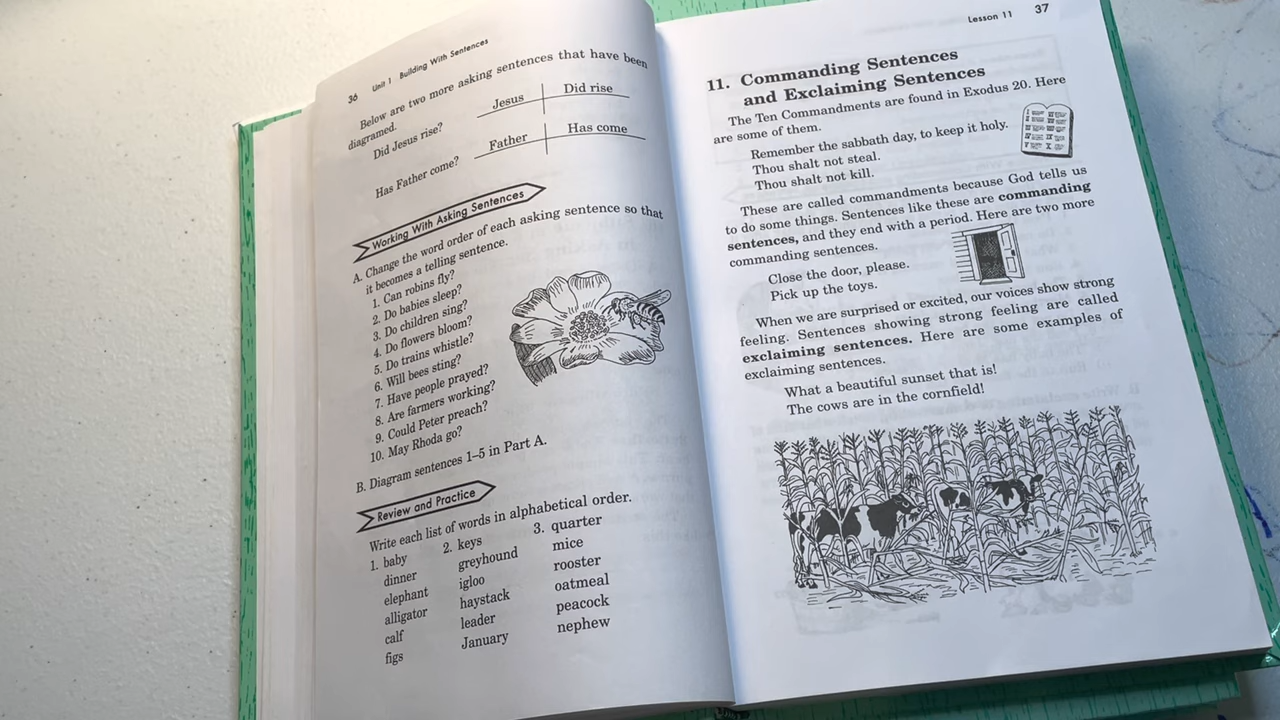 36 Unit 1 Building With Sentences
Below are two more asking sentences that have been
diagramed.
Did Jesus rise?
Jesus Did rise
Has Father come?
Father Has come
Working With Asking Sentences
A. Change the word order of each asking sentence so that
it becomes a telling sentence.
1. Can robins fly?
2. Do babies sleep?
3. Do children sing?
4. Do flowers bloom?
5. Do trains whistle?
6. Will bees sting?
7. Have people prayed?
8. Are farmers working?
9. Could Peter preach?
10. May Rhoda go?
B. Diagram sentences 1–5 in Part A.
Review and Practice
Write each list of words in alphabetical order.
1. baby
dinner
elephant
alligator
calf
figs
2. keys
greyhound
igloo
haystack
leader
January
3. quarter
mice
rooster
oatmeal
peacock
nephew
Lesson 11 37
11. Commanding Sentences
and Exclaiming Sentences
The Ten Commandments are found in Exodus 20. Here
are some of them.
Remember the sabbath day, to keep it holy.
Thou shalt not steal.
Thou shalt not kill.
These are called commandments because God tells us
to do some things. Sentences like these are commanding
sentences, and they end with a period. Here are two more
commanding sentences.
Close the door, please.
Pick up the toys.
When we are surprised or excited, our voices show strong
feeling. Sentences showing strong feeling are called
exclaiming sentences. Here are some examples of
exclaiming sentences.
What a beautiful sunset that is!
The cows are in the cornfield!